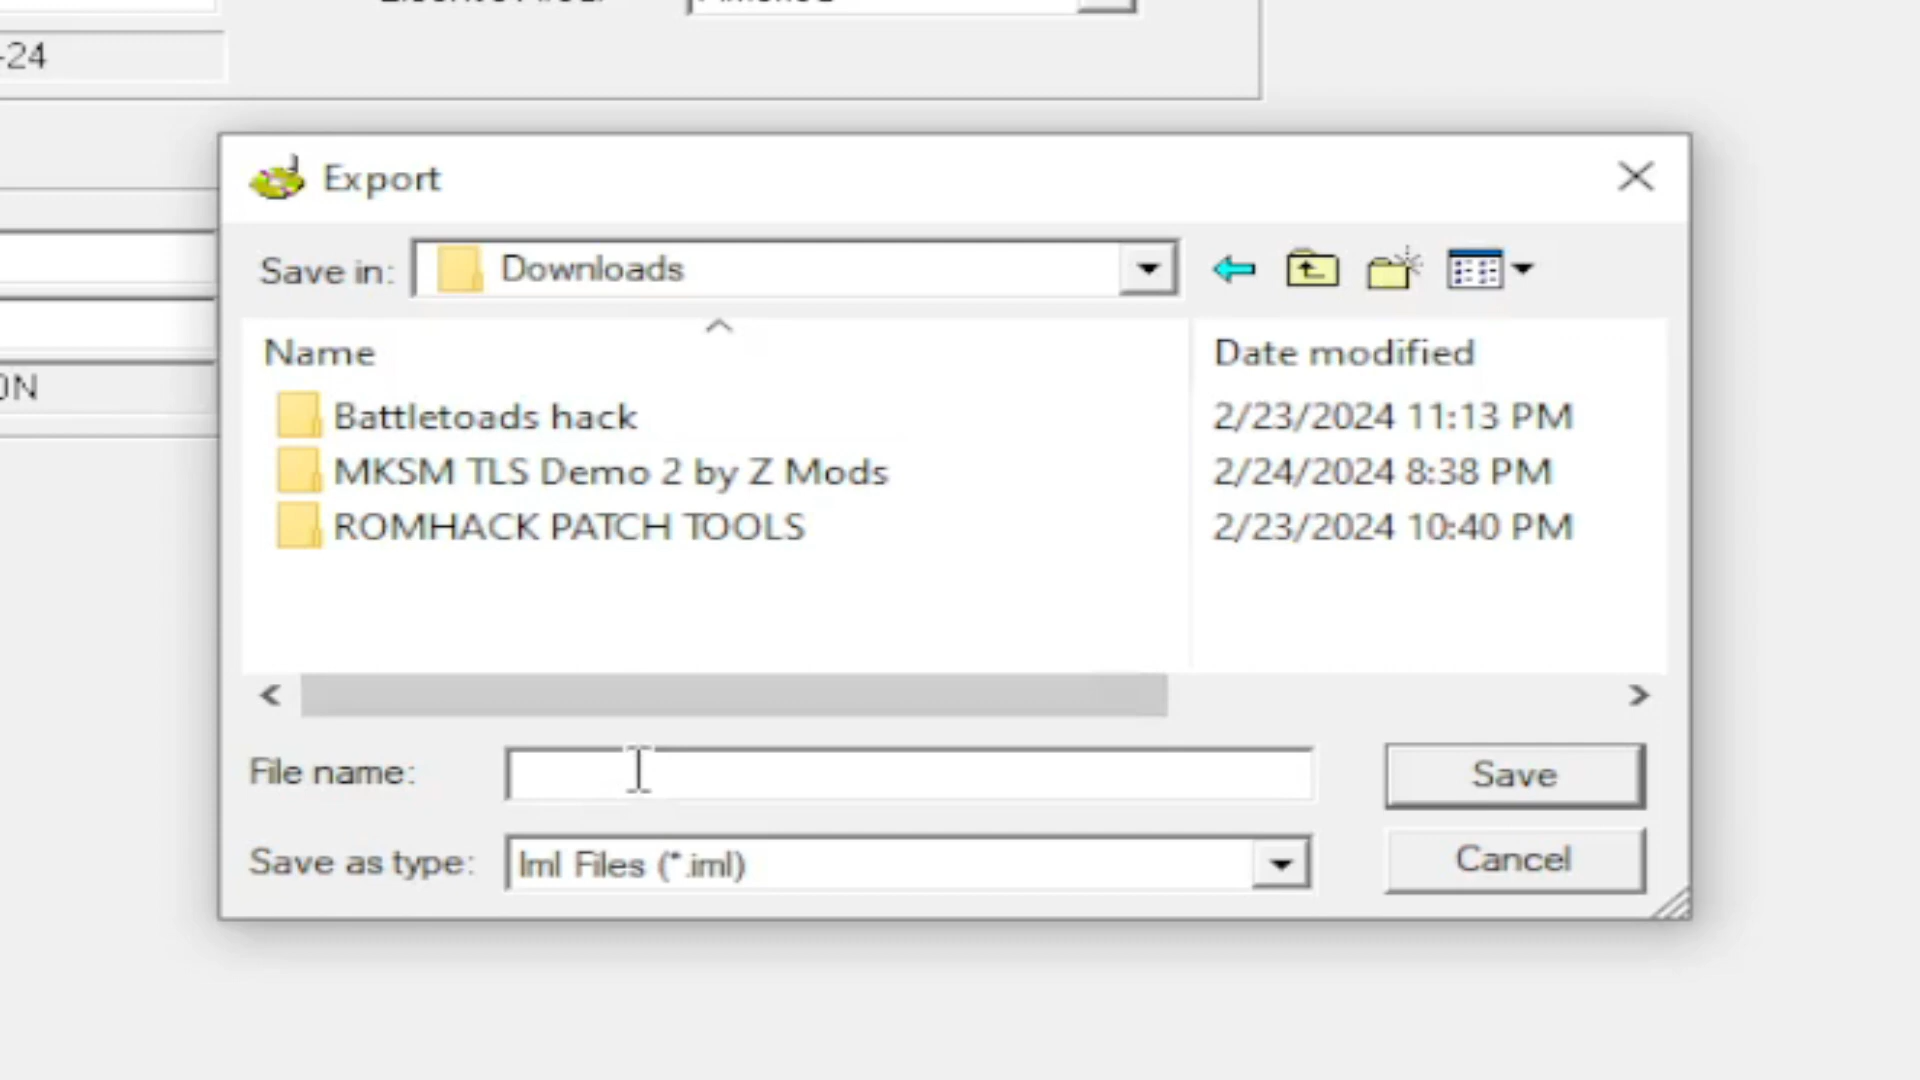 -24
Export
Save in: Downloads
Name Date modified
Battletoads hack 2/23/2024 11:13 PM
MKSM TLS Demo 2 by Z Mods 2/24/2024 8:38 PM
ROMHACK PATCH TOOLS 2/23/2024 10:40 PM
File name: Save
Save as type: Iml Files (*.iml) Cancel